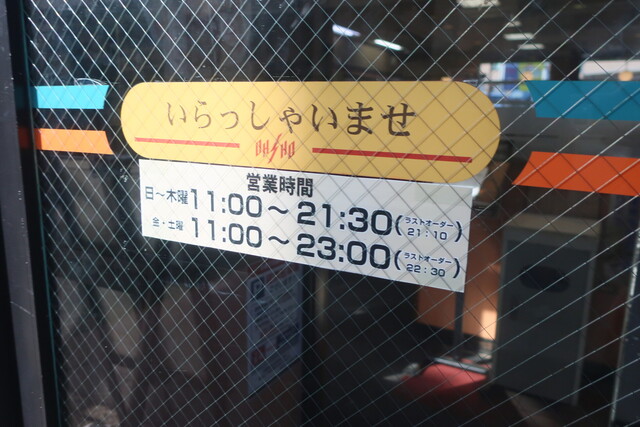 いらっしゃいませ
営業時間
日～木曜 11:00～21:30(ラストオーダー 21:10)
金・土曜 11:00～23:00(ラストオーダー 22:30)